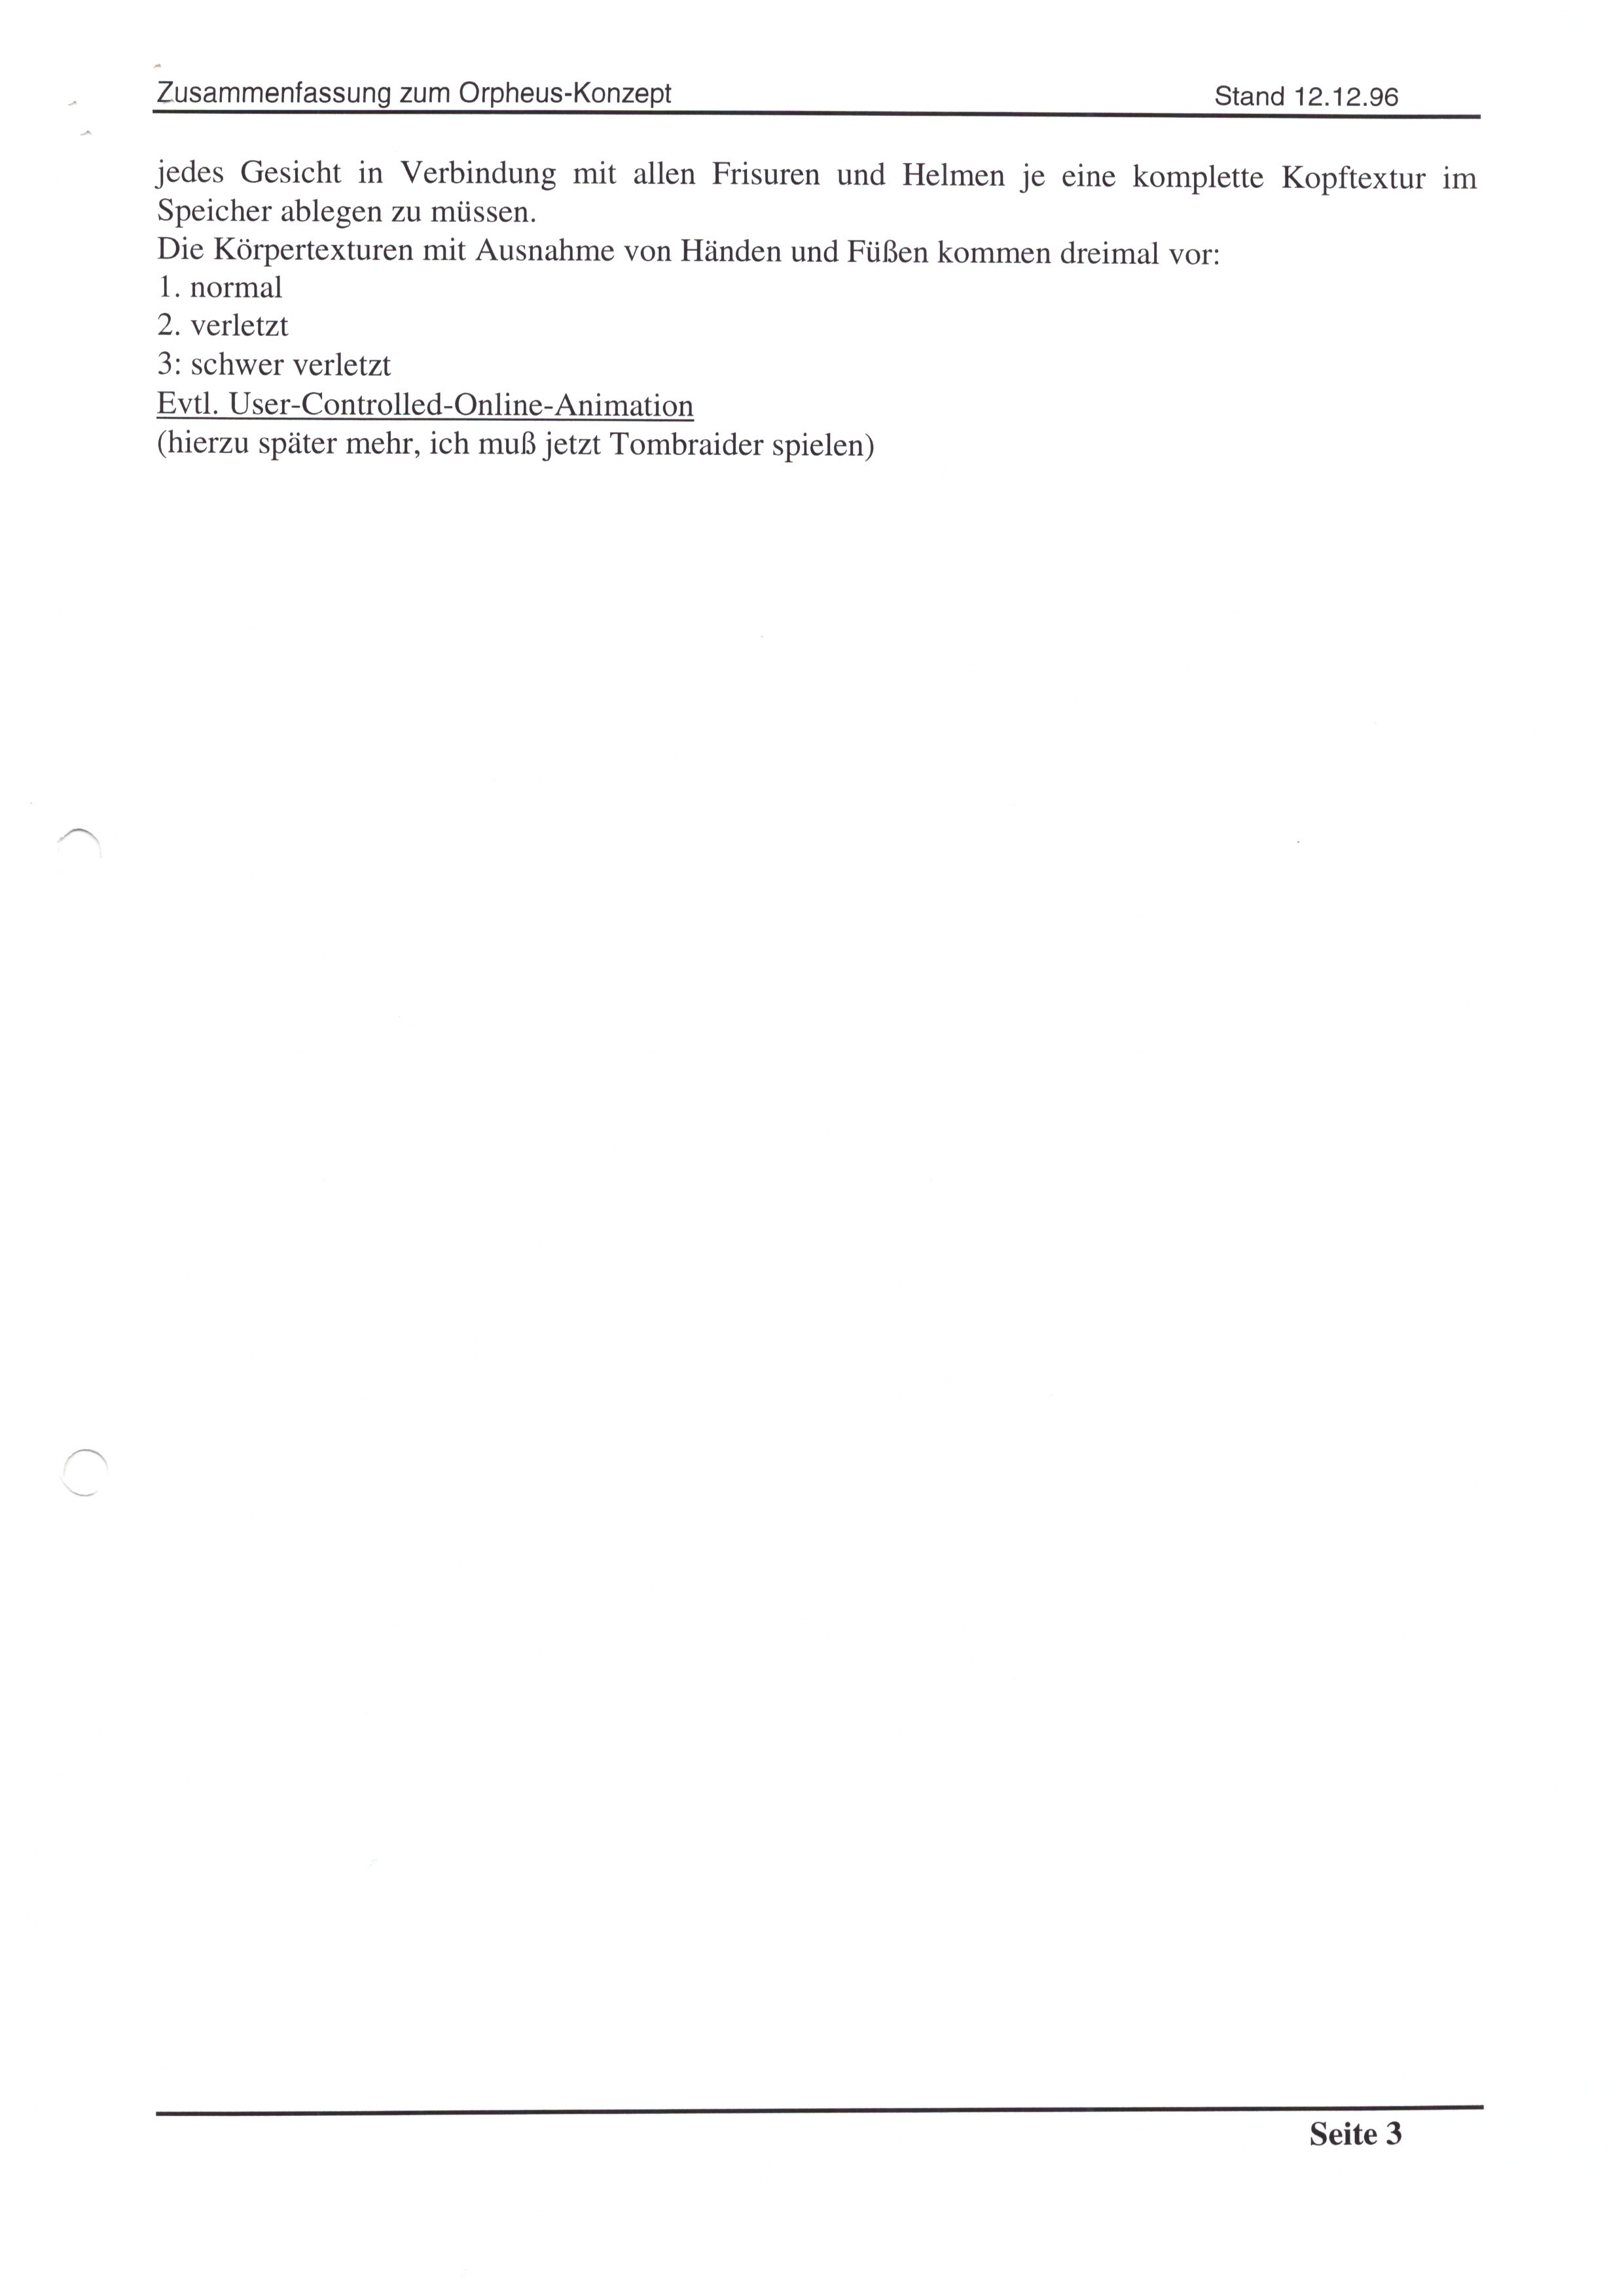 Zusammenfassung zum Orpheus-Konzept Stand 12.12.96
jedes Gesicht in Verbindung mit allen Frisuren und Helmen je eine komplette Kopftextur im
Speicher ablegen zu müssen.
Die Körpertexturen mit Ausnahme von Händen und Füßen kommen dreimal vor:
1. normal
2. verletzt
3: schwer verletzt
Evtl. User-Controlled-Online-Animation
(hierzu später mehr, ich muß jetzt Tombraider spielen)
Seite 3